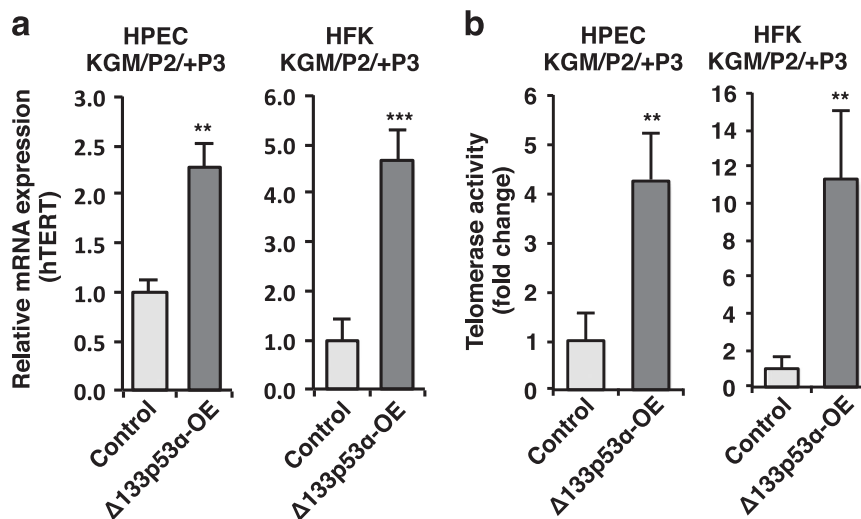 a
HPEC
KGM/P2/+P3
HFK
KGM/P2/+P3
Relative mRNA expression
(hTERT)
3.0
2.5
2.0
1.5
1.0
0.5
0.0
**
Control
Δ133p53α-OE
6.0
5.0
4.0
3.0
2.0
1.0
0.0
***
Control
Δ133p53α-OE
b
HPEC
KGM/P2/+P3
HFK
KGM/P2/+P3
Telomerase activity
(fold change)
6
5
4
3
2
1
0
**
Control
Δ133p53α-OE
16
14
12
10
8
6
4
2
0
**
Control
Δ133p53α-OE